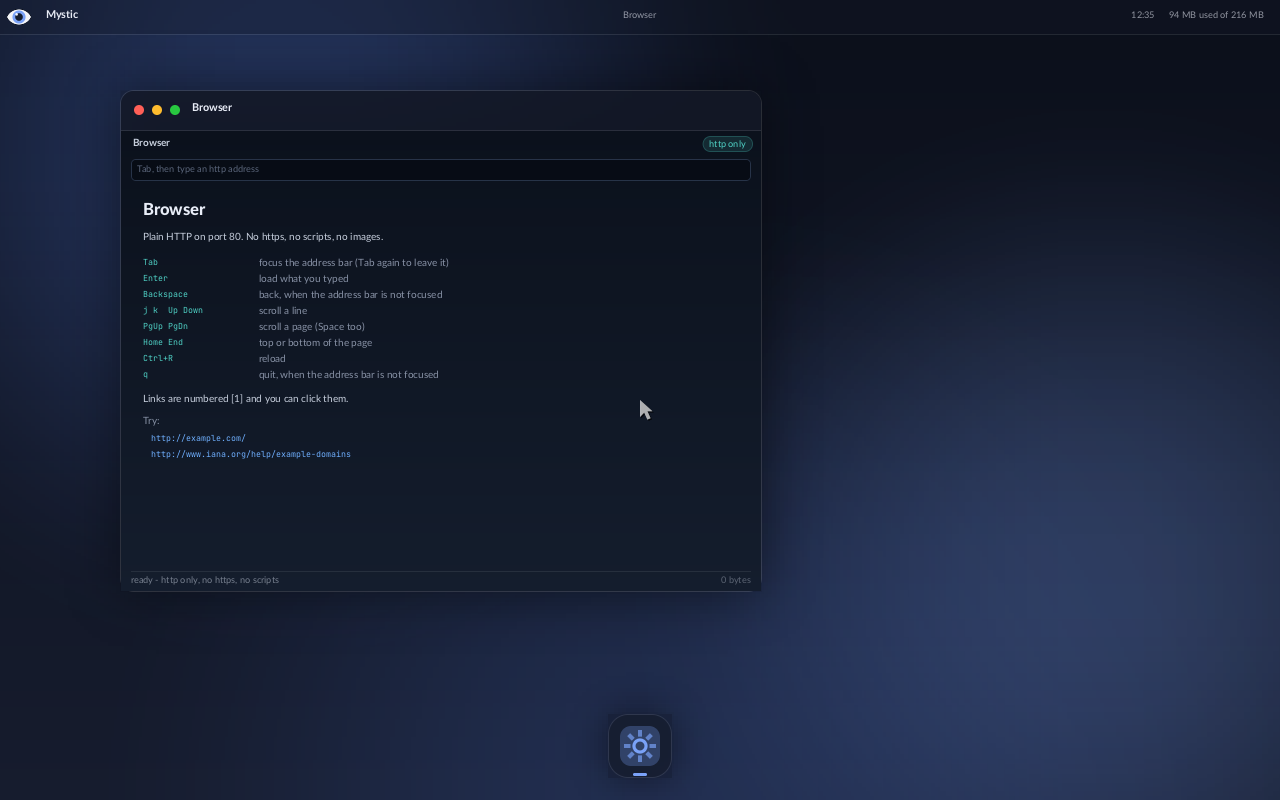 Mystic
Browser
12:35
94 MB used of 216 MB
Browser
Browser
http only
Tab, then type an http address
Browser
Plain HTTP on port 80. No https, no scripts, no images.
Tab focus the address bar (Tab again to leave it)
Enter load what you typed
Backspace back, when the address bar is not focused
j k Up Down scroll a line
PgUp PgDn scroll a page (Space too)
Home End top or bottom of the page
Ctrl+R reload
q quit, when the address bar is not focused
Links are numbered [1] and you can click them.
Try:
http://example.com/
http://www.iana.org/help/example-domains
ready - http only, no https, no scripts
0 bytes